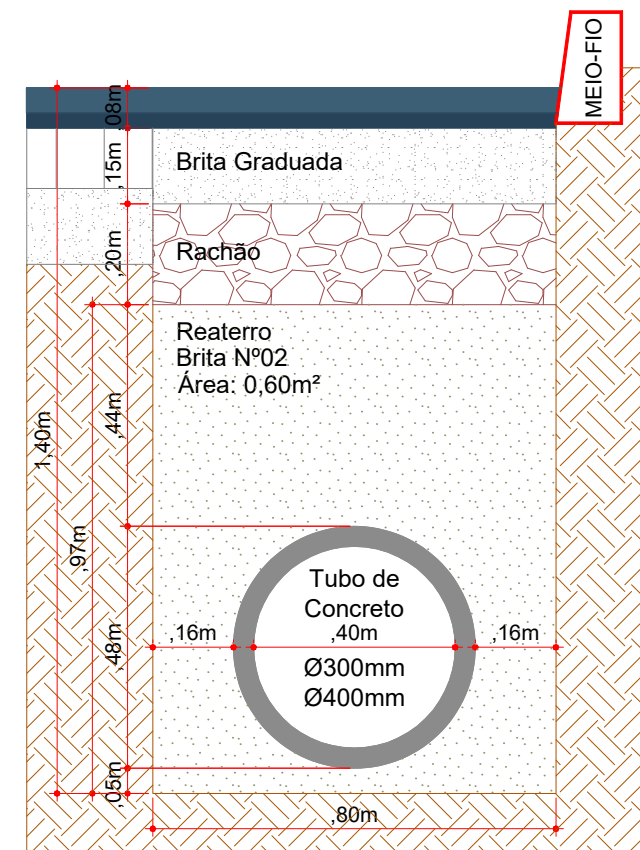 MEIO-FIO
,08m
,15m
Brita Graduada
,20m
Rachão
Reaterro
Brita Nº02
Área: 0,60m²
,44m
1,40m
,97m
Tubo de
Concreto
,16m
,40m
,16m
,48m
Ø300mm
Ø400mm
,05m
,80m